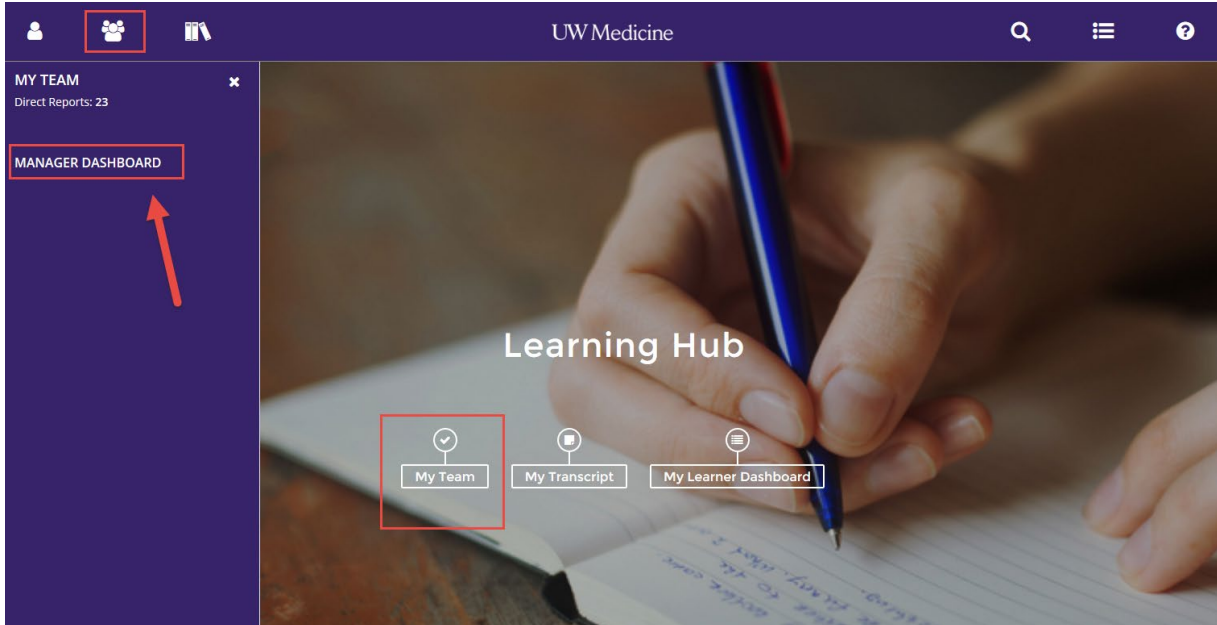 UW Medicine
MY TEAM
Direct Reports: 23
MANAGER DASHBOARD
Learning Hub
My Team
My Transcript
My Learner Dashboard